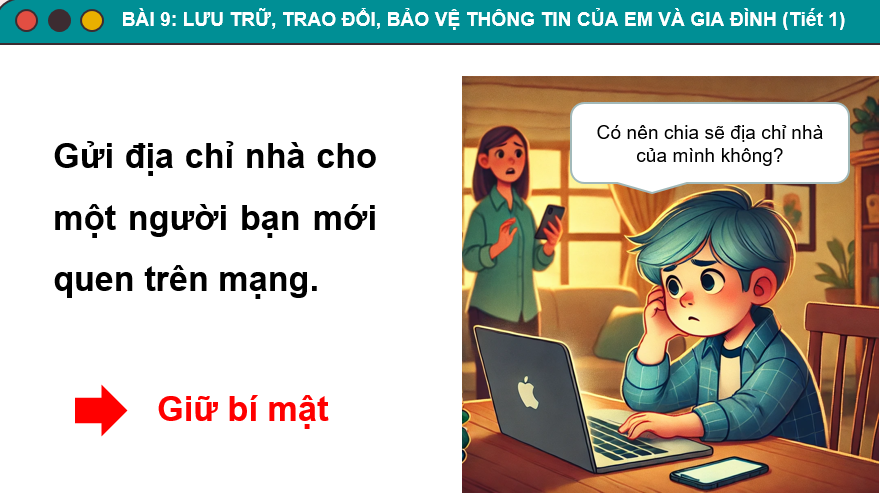 BÀI 9: LƯU TRỮ, TRAO ĐỔI, BẢO VỆ THÔNG TIN CỦA EM VÀ GIA ĐÌNH (Tiết 1)
Gửi địa chỉ nhà cho
một người bạn mới
quen trên mạng.
Giữ bí mật
Có nên chia sẽ địa chỉ nhà
của mình không?